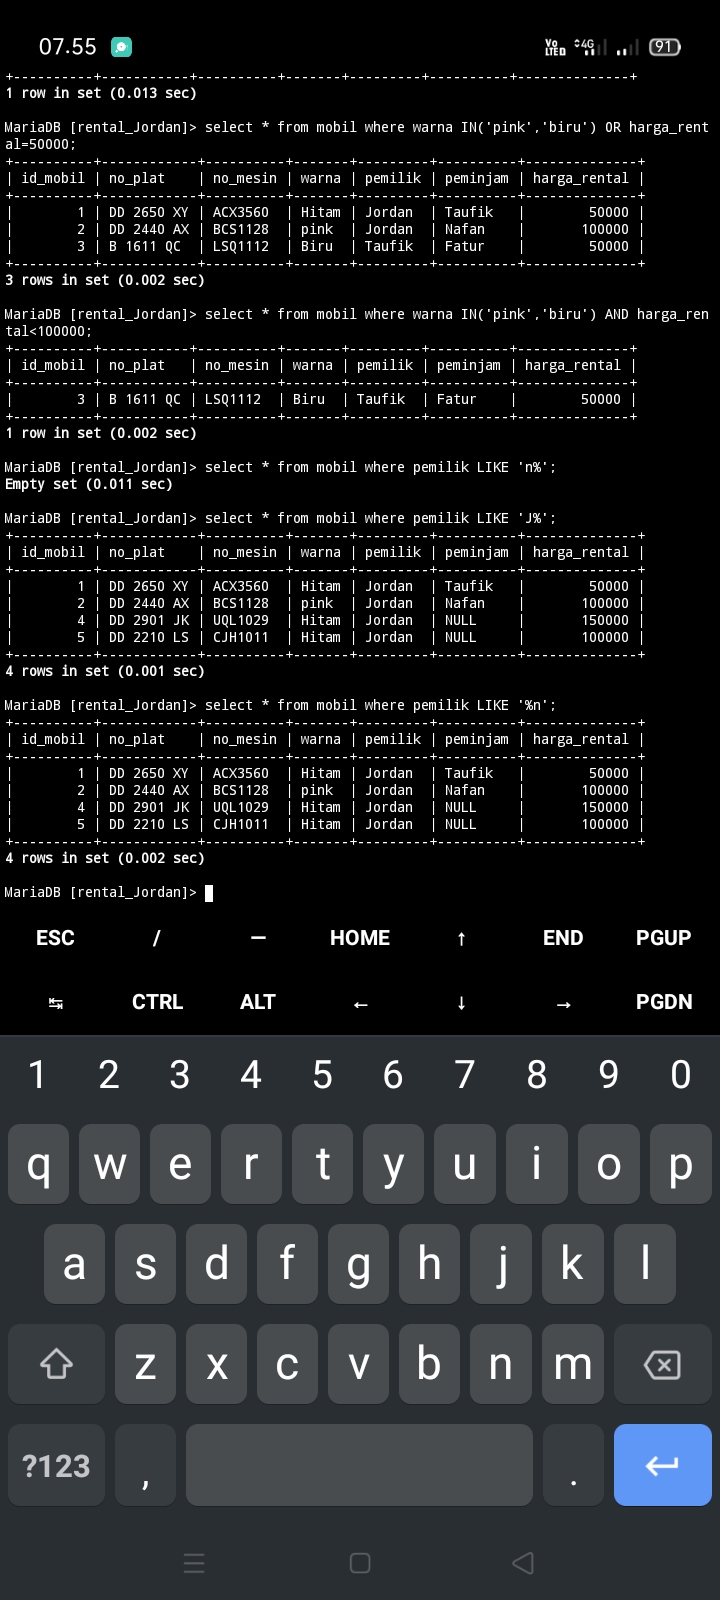 07.55 Vo LTED 4G 91
+----------+-----------+----------+-------+---------+----------+--------------+
1 row in set (0.013 sec)
MariaDB [rental_Jordan]> select * from mobil where warna IN('pink','biru') OR harga_rent
al=50000;
+----------+-----------+----------+-------+---------+----------+--------------+
| id_mobil | no_plat    | no_mesin | warna | pemilik | peminjam | harga_rental |
+----------+-----------+----------+-------+---------+----------+--------------+
|        1 | DD 2650 XY | ACX3560  | Hitam | Jordan  | Taufik   |        50000 |
|        2 | DD 2440 AX | BCS1128  | pink  | Jordan  | Nafan    |       100000 |
|        3 | B 1611 QC  | LSQ1112  | Biru  | Taufik  | Fatur    |        50000 |
+----------+-----------+----------+-------+---------+----------+--------------+
3 rows in set (0.002 sec)
MariaDB [rental_Jordan]> select * from mobil where warna IN('pink','biru') AND harga_ren
tal<100000;
+----------+-----------+----------+-------+---------+----------+--------------+
| id_mobil | no_plat   | no_mesin | warna | pemilik | peminjam | harga_rental |
+----------+-----------+----------+-------+---------+----------+--------------+
|        3 | B 1611 QC | LSQ1112  | Biru  | Taufik  | Fatur    |        50000 |
+----------+-----------+----------+-------+---------+----------+--------------+
1 row in set (0.002 sec)
MariaDB [rental_Jordan]> select * from mobil where pemilik LIKE 'n%';
Empty set (0.011 sec)
MariaDB [rental_Jordan]> select * from mobil where pemilik LIKE 'J%';
+----------+------------+----------+-------+---------+----------+--------------+
| id_mobil | no_plat    | no_mesin | warna | pemilik | peminjam | harga_rental |
+----------+------------+----------+-------+---------+----------+--------------+
|        1 | DD 2650 XY | ACX3560  | Hitam | Jordan  | Taufik   |        50000 |
|        2 | DD 2440 AX | BCS1128  | pink  | Jordan  | Nafan    |       100000 |
|        4 | DD 2901 JK | UQL1029  | Hitam | Jordan  | NULL     |       150000 |
|        5 | DD 2210 LS | CJH1011  | Hitam | Jordan  | NULL     |       100000 |
+----------+------------+----------+-------+---------+----------+--------------+
4 rows in set (0.001 sec)
MariaDB [rental_Jordan]> select * from mobil where pemilik LIKE '%n';
+----------+------------+----------+-------+---------+----------+--------------+
| id_mobil | no_plat    | no_mesin | warna | pemilik | peminjam | harga_rental |
+----------+------------+----------+-------+---------+----------+--------------+
|        1 | DD 2650 XY | ACX3560  | Hitam | Jordan  | Taufik   |        50000 |
|        2 | DD 2440 AX | BCS1128  | pink  | Jordan  | Nafan    |       100000 |
|        4 | DD 2901 JK | UQL1029  | Hitam | Jordan  | NULL     |       150000 |
|        5 | DD 2210 LS | CJH1011  | Hitam | Jordan  | NULL     |       100000 |
+----------+------------+----------+-------+---------+----------+--------------+
4 rows in set (0.002 sec)
MariaDB [rental_Jordan]>
ESC / — HOME ↑ END PGUP
↹ CTRL ALT ← ↓ → PGDN
1 2 3 4 5 6 7 8 9 0
q w e r t y u i o p
a s d f g h j k l
z x c v b n m
?123 , .